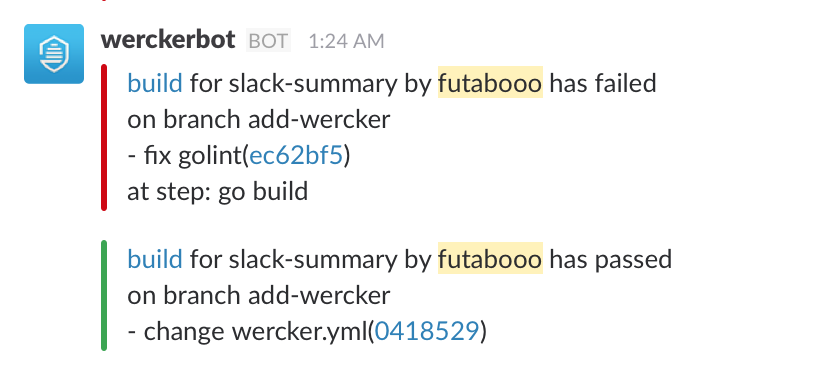 werckerbot BOT 1:24 AM
build for slack-summary by futabooo has failed
on branch add-wercker
- fix golint(ec62bf5)
at step: go build
build for slack-summary by futabooo has passed
on branch add-wercker
- change wercker.yml(0418529)